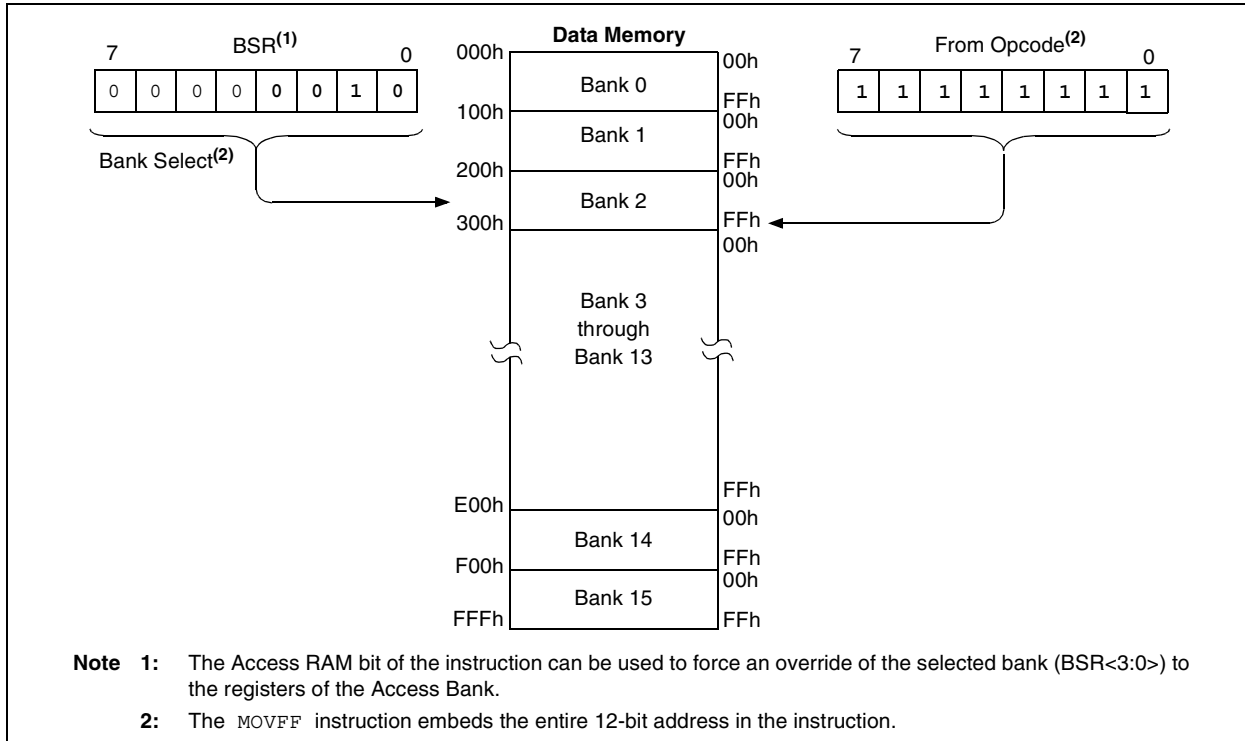 Data Memory
7 BSR(1) 0
0 0 0 0 0 0 1 0
Bank Select(2)
7 From Opcode(2) 0
1 1 1 1 1 1 1 1
000h Bank 0 00h
FFh
100h Bank 1 00h
FFh
200h Bank 2 00h
FFh
300h 00h
Bank 3
through
Bank 13
FFh
E00h Bank 14 00h
FFh
F00h Bank 15 00h
FFFh FFh
Note 1: The Access RAM bit of the instruction can be used to force an override of the selected bank (BSR<3:0>) to
the registers of the Access Bank.
2: The MOVFF instruction embeds the entire 12-bit address in the instruction.